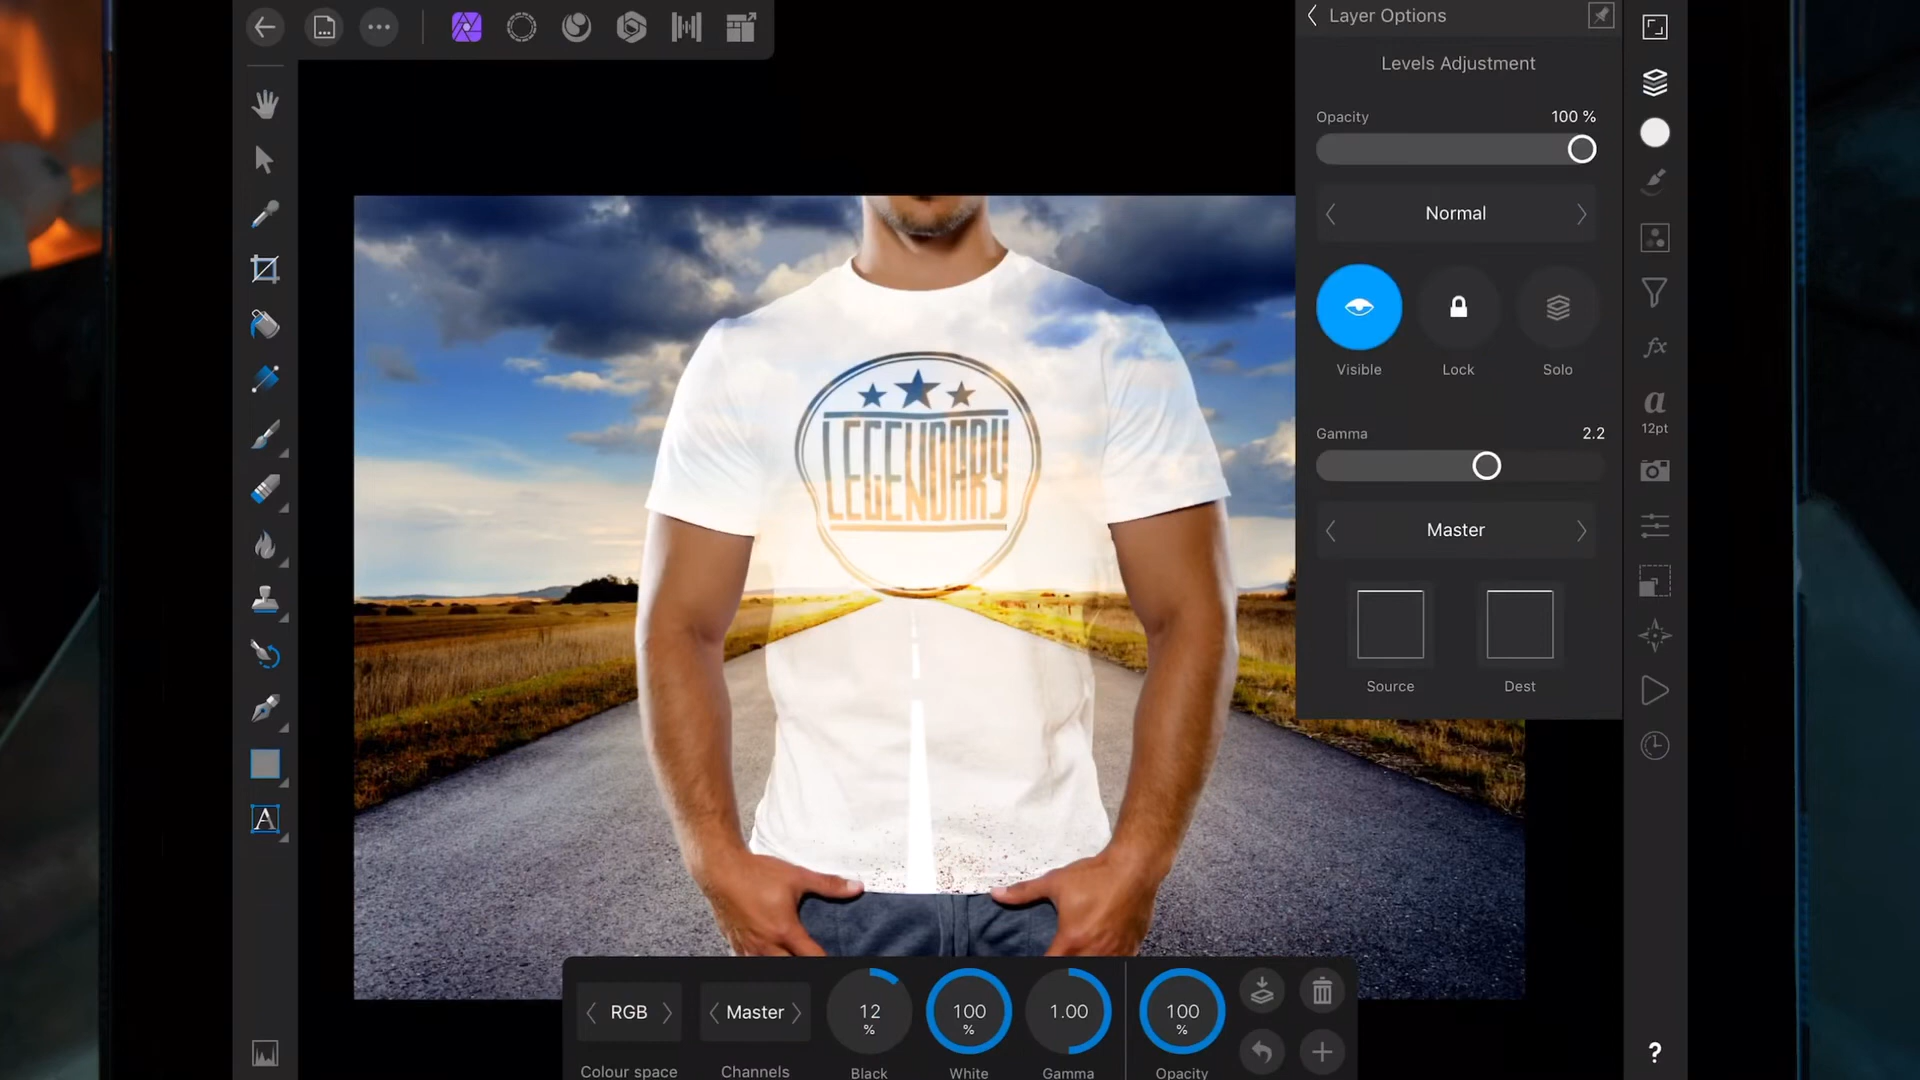 Layer Options
Levels Adjustment
Opacity 100 %
Normal
Visible Lock Solo
Gamma 2.2
Master
Source Dest
fx
a
12pt
LEGENDARY
A
RGB Master 12 % 100 % 1.00 100 %
Colour space Channels Black White Gamma Opacity
?